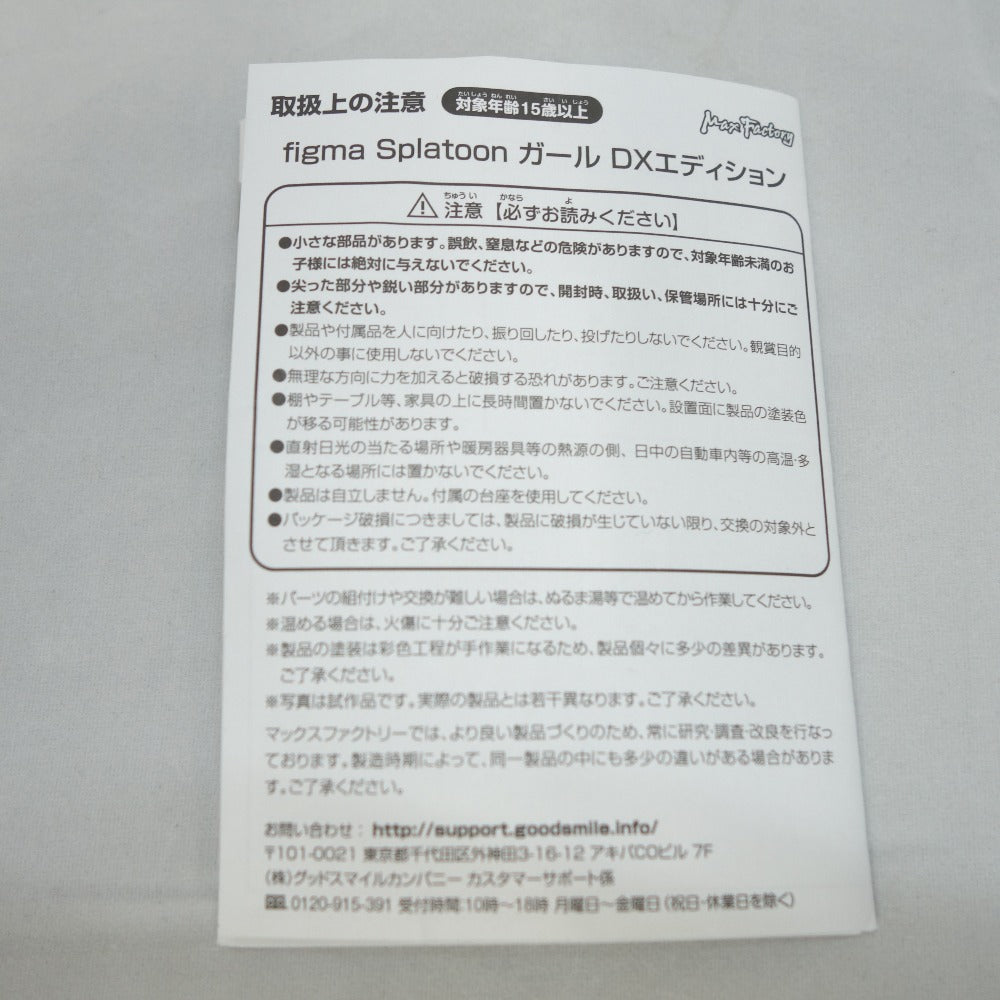 取扱上の注意 対象年齢15歳以上
たいしょう ねん れい さい い じょう
Max Factory
figma Splatoon ガール DXエディション
ちゅう い かなら よ
注意【必ずお読みください】
●小さな部品があります。誤飲、窒息などの危険がありますので、対象年齢未満のお
子様には絶対に与えないでください。
●尖った部分や鋭い部分がありますので、開封時、取扱い、保管場所には十分にご
注意ください。
●製品や付属品を人に向けたり、振り回したり、投げたりしないでください。観賞目的
以外の事に使用しないでください。
●無理な方向に力を加えると破損する恐れがあります。ご注意ください。
●棚やテーブル等、家具の上に長時間置かないでください。設置面に製品の塗装色
が移る可能性があります。
●直射日光の当たる場所や暖房器具等の熱源の側、日中の自動車内等の高温・多
湿となる場所には置かないでください。
●製品は自立しません。付属の台座を使用してください。
●パッケージ破損につきましては、製品に破損が生じていない限り、交換の対象外と
させて頂きます。ご了承ください。
※パーツの組付けや交換が難しい場合は、ぬるま湯等で温めてから作業してください。
※温める場合は、火傷に十分ご注意ください。
※製品の塗装は彩色工程が手作業になるため、製品個々に多少の差異があります。
ご了承ください。
※写真は試作品です。実際の製品とは若干異なります。ご了承ください。
マックスファクトリーでは、より良い製品づくりのため、常に研究・調査・改良を行なっ
ております。製造時期によって、同一製品の中にも多少の違いがある場合がありま
す。ご了承ください。
お問い合わせ：http://support.goodsmile.info/
〒101-0021 東京都千代田区外神田3-16-12 アキバCOビル 7F
(株)グッドスマイルカンパニー カスタマーサポート係
0120-915-391 受付時間:10時～18時 月曜日～金曜日(祝日・休業日を除く)